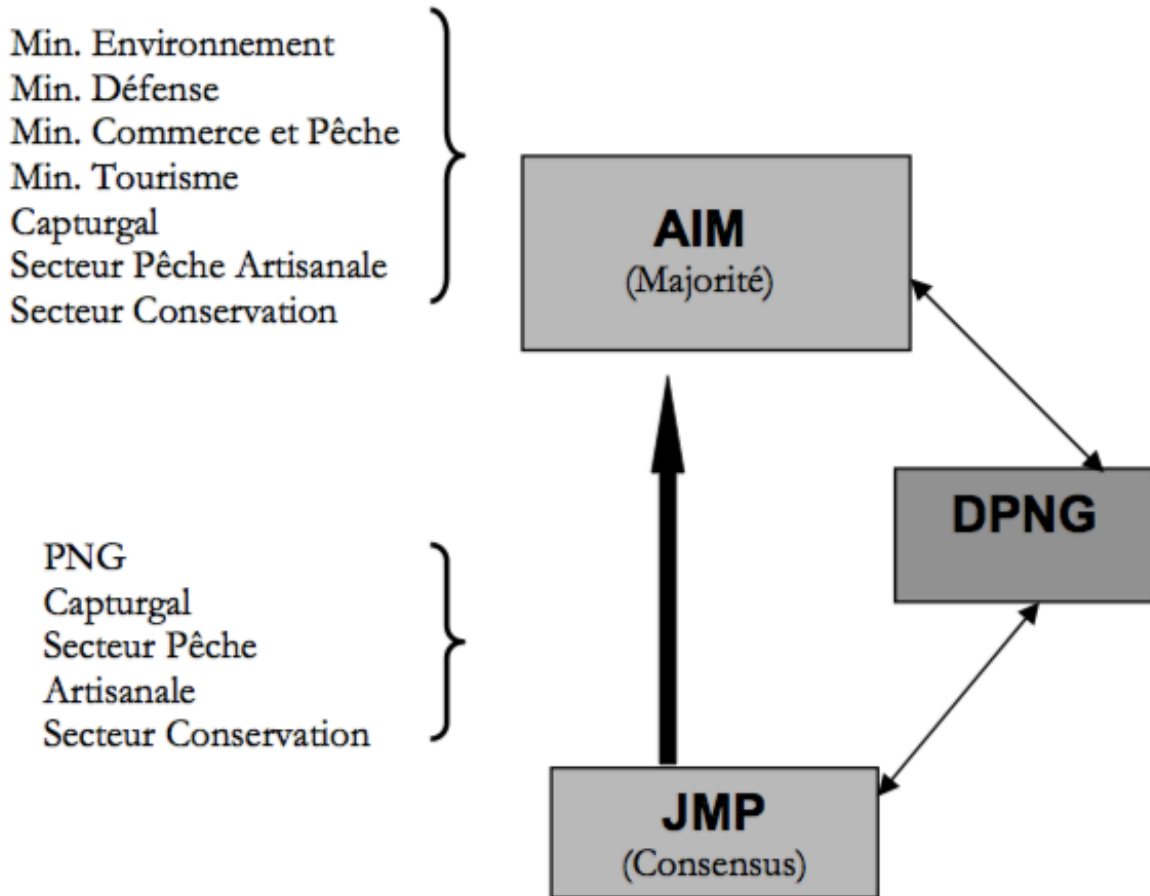 Min. Environnement
Min. Défense
Min. Commerce et Pêche
Min. Tourisme
Capturgal
Secteur Pêche Artisanale
Secteur Conservation
AIM
(Majorité)
DPNG
PNG
Capturgal
Secteur Pêche
Artisanale
Secteur Conservation
JMP
(Consensus)